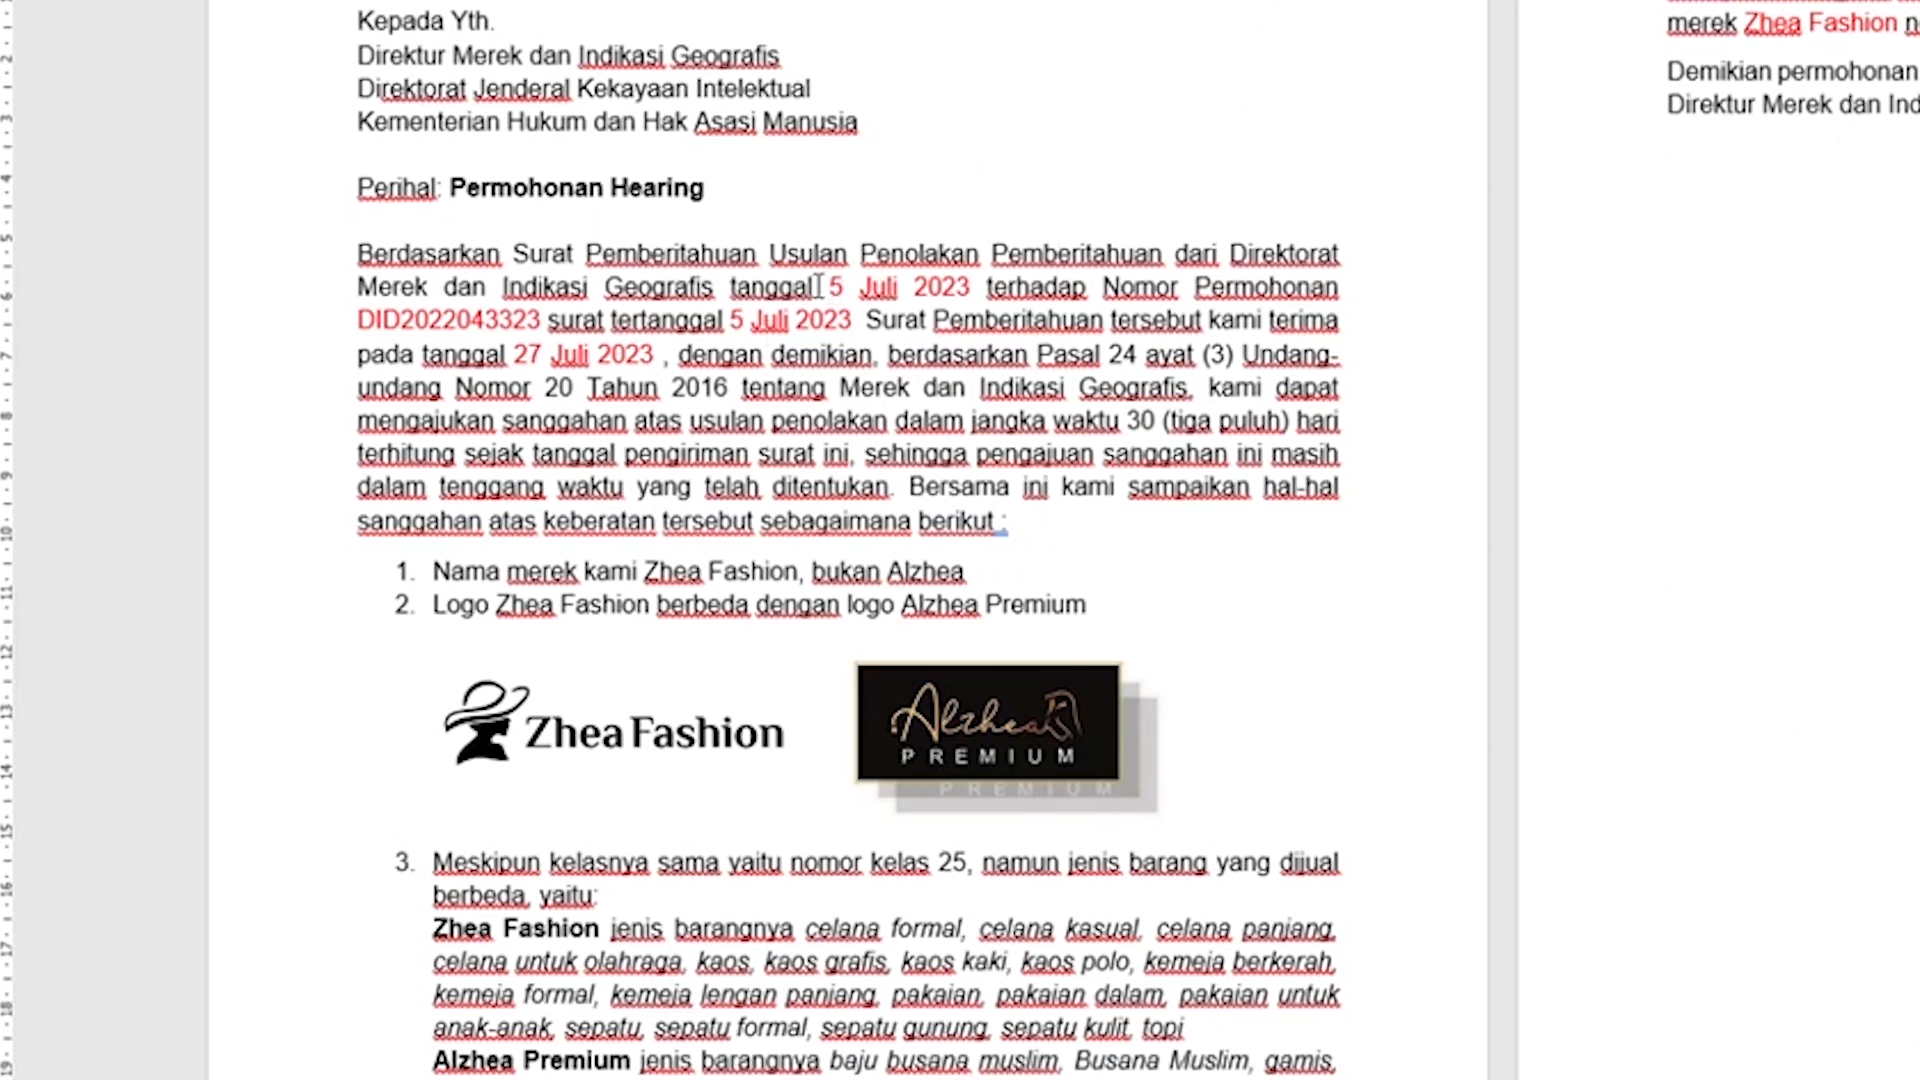 Kepada Yth.
Direktur Merek dan Indikasi Geografis
Direktorat Jenderal Kekayaan Intelektual
Kementerian Hukum dan Hak Asasi Manusia
Perihal: Permohonan Hearing
Berdasarkan Surat Pemberitahuan Usulan Penolakan Pemberitahuan dari Direktorat
Merek dan Indikasi Geografis tanggal 5 Juli 2023 terhadap Nomor Permohonan
DID2022043323 surat tertanggal 5 Juli 2023 Surat Pemberitahuan tersebut kami terima
pada tanggal 27 Juli 2023 , dengan demikian, berdasarkan Pasal 24 ayat (3) Undang-
undang Nomor 20 Tahun 2016 tentang Merek dan Indikasi Geografis, kami dapat
mengajukan sanggahan atas usulan penolakan dalam jangka waktu 30 (tiga puluh) hari
terhitung sejak tanggal pengiriman surat ini, sehingga pengajuan sanggahan ini masih
dalam tenggang waktu yang telah ditentukan. Bersama ini kami sampaikan hal-hal
sanggahan atas keberatan tersebut sebagaimana berikut :
1. Nama merek kami Zhea Fashion, bukan Alzhea
2. Logo Zhea Fashion berbeda dengan logo Alzhea Premium
Zhea Fashion
Alzhea
PREMIUM
PREMIUM
3. Meskipun kelasnya sama yaitu nomor kelas 25, namun jenis barang yang dijual
berbeda, yaitu:
Zhea Fashion jenis barangnya celana formal, celana kasual, celana panjang,
celana untuk olahraga, kaos, kaos grafis, kaos kaki, kaos polo, kemeja berkerah,
kemeja formal, kemeja lengan panjang, pakaian, pakaian dalam, pakaian untuk
anak-anak, sepatu, sepatu formal, sepatu gunung, sepatu kulit, topi
Alzhea Premium jenis barangnya baju busana muslim, Busana Muslim, gamis,
merek Zhea Fashion
Demikian permohonan
Direktur Merek dan